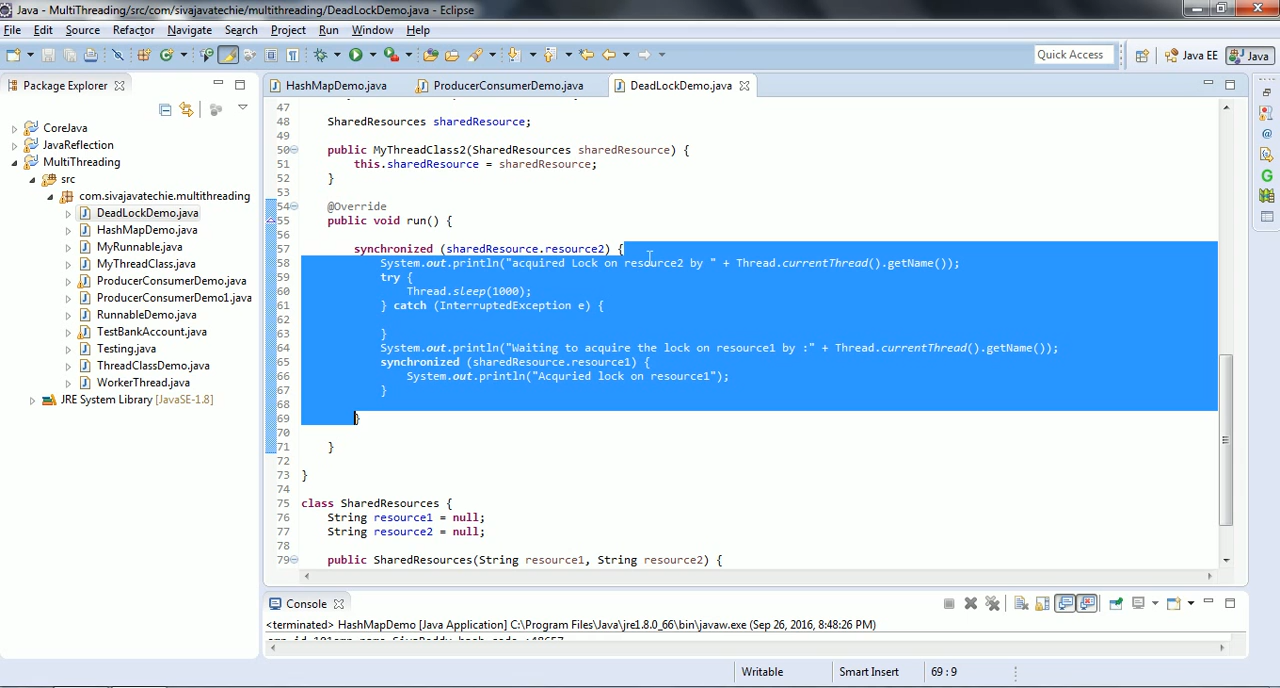 Java - MultiThreading/src/com/sivajavatechie/multithreading/DeadLockDemo.java - Eclipse
File Edit Source Refactor Navigate Search Project Run Window Help
Quick Access Java EE Java
Package Explorer
HashMapDemo.java ProducerConsumerDemo.java DeadLockDemo.java
CoreJava
JavaReflection
MultiThreading
src
com.sivajavatechie.multithreading
DeadLockDemo.java
HashMapDemo.java
MyRunnable.java
MyThreadClass.java
ProducerConsumerDemo.java
ProducerConsumerDemo1.java
RunnableDemo.java
TestBankAccount.java
Testing.java
ThreadClassDemo.java
WorkerThread.java
JRE System Library [JavaSE-1.8]
47
48 SharedResources sharedResource;
49
50 public MyThreadClass2(SharedResources sharedResource) {
51 this.sharedResource = sharedResource;
52 }
53
54 @Override
55 public void run() {
56
57 synchronized (sharedResource.resource2) {
58 System.out.println("acquired Lock on resource2 by " + Thread.currentThread().getName());
59 try {
60 Thread.sleep(1000);
61 } catch (InterruptedException e) {
62
63 }
64 System.out.println("Waiting to acquire the lock on resource1 by :" + Thread.currentThread().getName());
65 synchronized (sharedResource.resource1) {
66 System.out.println("Acquried lock on resource1");
67 }
68
69 }
70
71 }
72
73 }
74
75 class SharedResources {
76 String resource1 = null;
77 String resource2 = null;
78
79 public SharedResources(String resource1, String resource2) {
Console
<terminated> HashMapDemo [Java Application] C:\Program Files\Java\jre1.8.0_66\bin\javaw.exe (Sep 26, 2016, 8:48:26 PM)
Writable Smart Insert 69 : 9